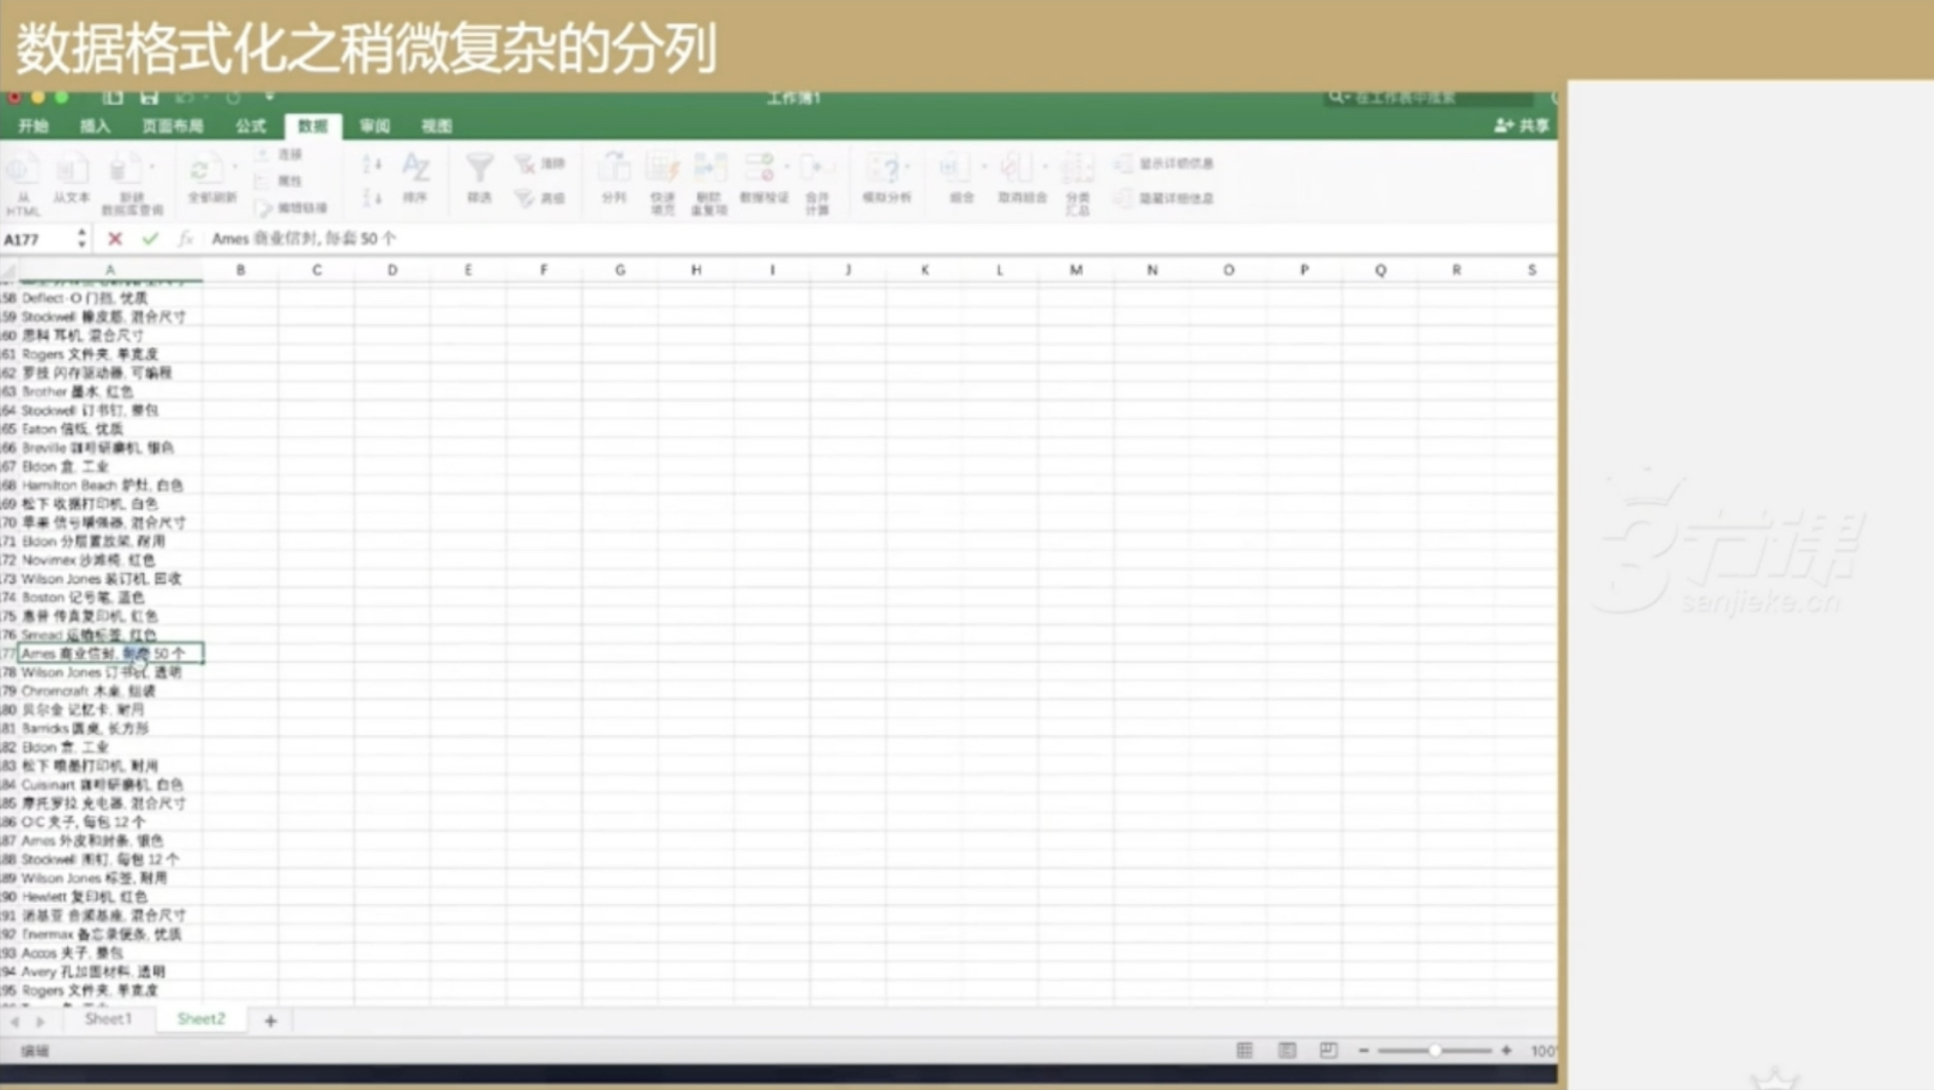 数据格式化之稍微复杂的分列
工作簿1
在工作表中搜索
开始 插入 页面布局 公式 数据 审阅 视图
共享
从 HTML 从文本 新建数据库查询 全部刷新 连接 属性 编辑链接 排序 筛选 清除 高级 分列 快速填充 删除重复项 数据验证 合并计算 模拟分析 组合 取消组合 分类汇总 显示详细信息 隐藏详细信息
A177 fx Ames 商业信封, 每套 50 个
A B C D E F G H I J K L M N O P Q R S
158 Deflect-O 门挡, 优质
159 Stockwell 橡皮筋, 混合尺寸
160 思科 耳机, 混合尺寸
161 Rogers 文件夹, 单宽度
162 罗技 闪存驱动器, 可编程
163 Brother 墨水, 红色
164 Stockwell 订书钉, 整包
165 Eaton 信纸, 优质
166 Breville 咖啡研磨机, 银色
167 Eldon 盒, 工业
168 Hamilton Beach 炉灶, 白色
169 松下 收据打印机, 白色
170 苹果 信号增强器, 混合尺寸
171 Eldon 分层置放架, 耐用
172 Novimex 沙滩椅, 红色
173 Wilson Jones 装订机, 回收
174 Boston 记号笔, 蓝色
175 惠普 传真复印机, 红色
176 Smead 运输标签, 红色
177 Ames 商业信封, 每套 50 个
178 Wilson Jones 订书机, 透明
179 Chromcraft 木桌, 组装
180 贝尔金 记忆卡, 耐用
181 Barricks 圆桌, 长方形
182 Eldon 盒, 工业
183 松下 喷墨打印机, 耐用
184 Cuisinart 咖啡研磨机, 白色
185 摩托罗拉 充电器, 混合尺寸
186 OIC 夹子, 每包 12 个
187 Ames 外皮和封条, 银色
188 Stockwell 图钉, 每包 12 个
189 Wilson Jones 标签, 耐用
190 Hewlett 复印机, 红色
191 诺基亚 音频基座, 混合尺寸
192 Enermax 备忘录便条, 优质
193 Accos 夹子, 整包
194 Avery 孔加固材料, 透明
195 Rogers 文件夹, 单宽度
Sheet1 Sheet2 +
编辑
100
3节课
sanjieke.cn